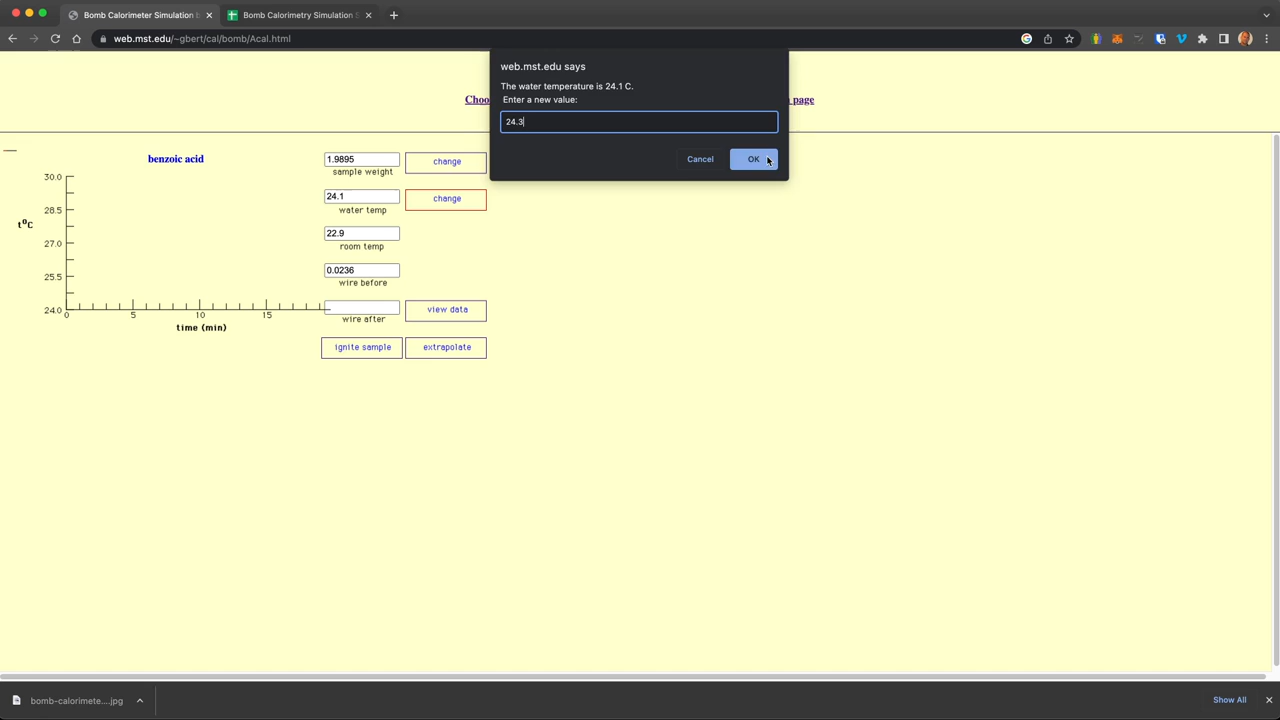 Bomb Calorimeter Simulation b
Bomb Calorimetry Simulation S
web.mst.edu/~gbert/cal/bomb/Acal.html
web.mst.edu says
The water temperature is 24.1 C.
Enter a new value:
24.3
Cancel
OK
Choo
page
benzoic acid
1.9895
change
sample weight
24.1
change
water temp
22.9
room temp
0.0236
wire before
view data
wire after
ignite sample
extrapolate
30.0
28.5
t°C
27.0
25.5
24.0
0 5 10 15
time (min)
bomb-calorimete....jpg
Show All